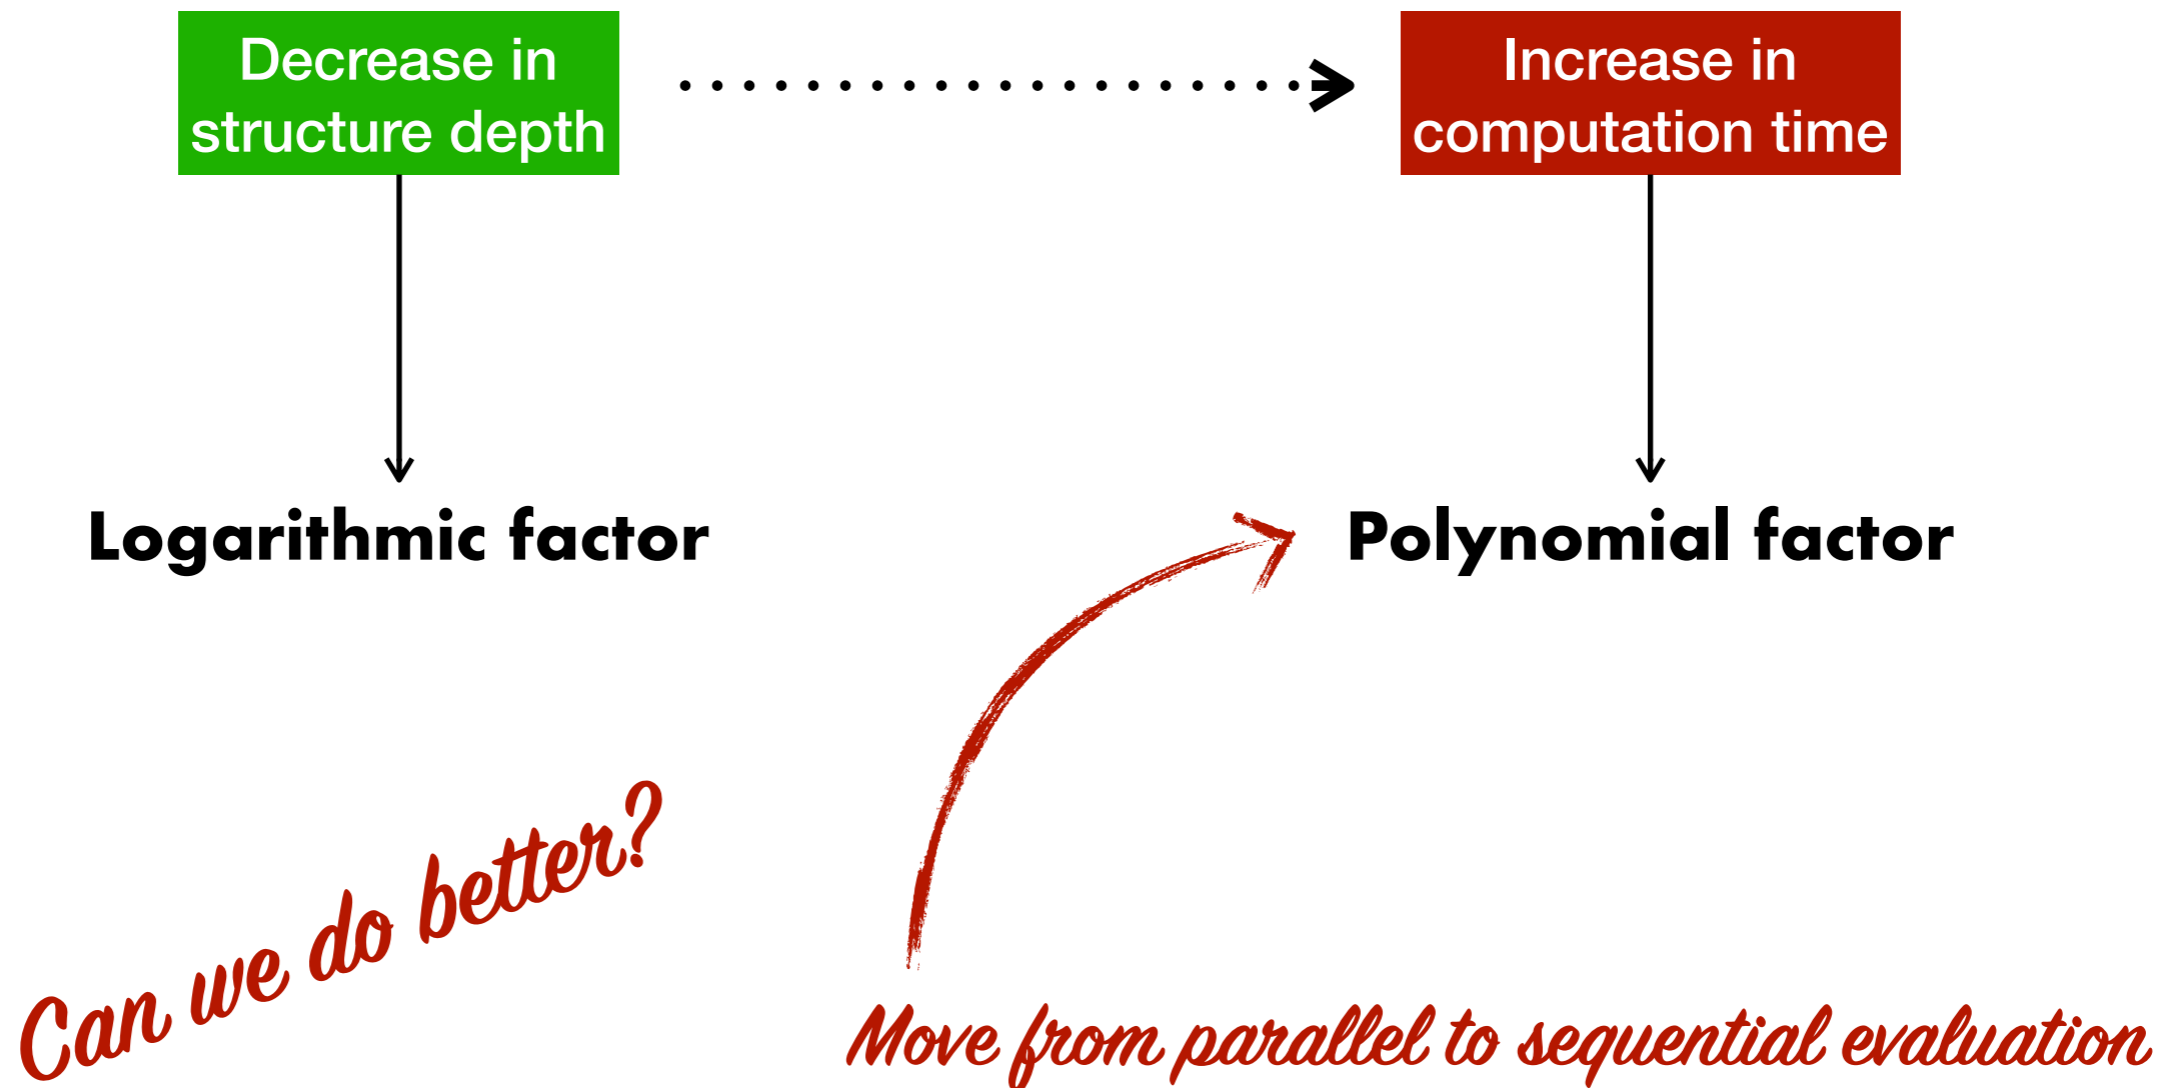 Decrease in
structure depth
Increase in
computation time
Logarithmic factor
Polynomial factor
Can we do better?
Move from parallel to sequential evaluation